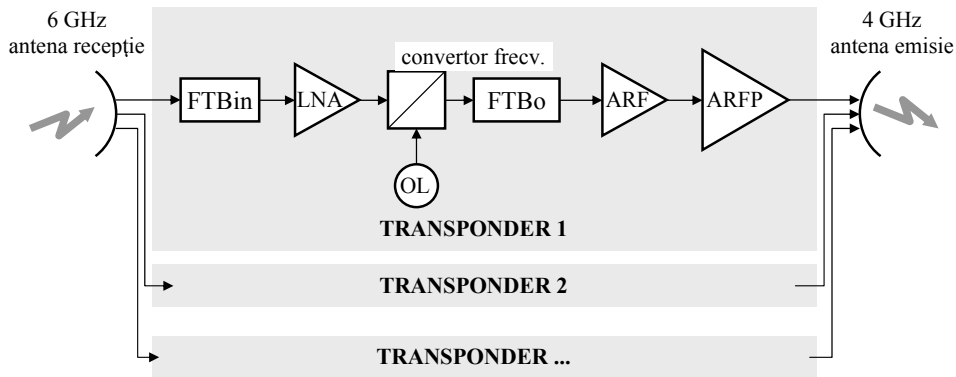 6 GHz
antena recepţie
4 GHz
antena emisie
convertor frecv.
FTBin
LNA
FTBo
ARF
ARFP
OL
TRANSPONDER 1
TRANSPONDER 2
TRANSPONDER ...